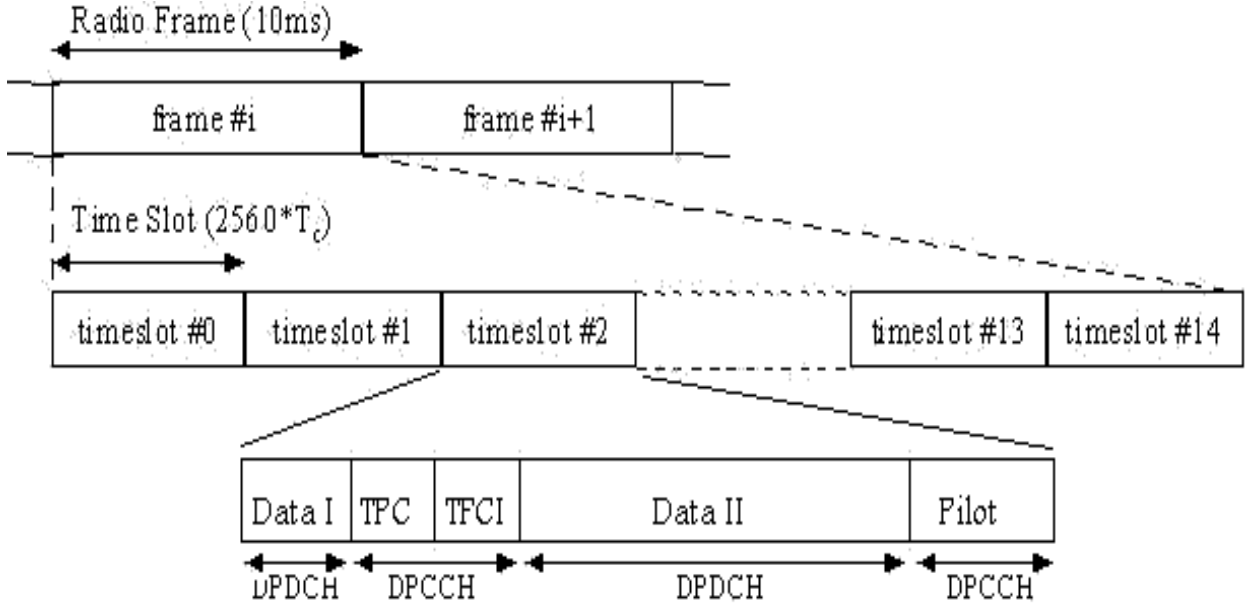 Radio Frame (10ms)
frame #i frame #i+1
Time Slot (2560*Tc)
timeslot #0 timeslot #1 timeslot #2 timeslot #13 timeslot #14
Data I TPC TFCI Data II Pilot
DPDCH DPCCH DPDCH DPCCH